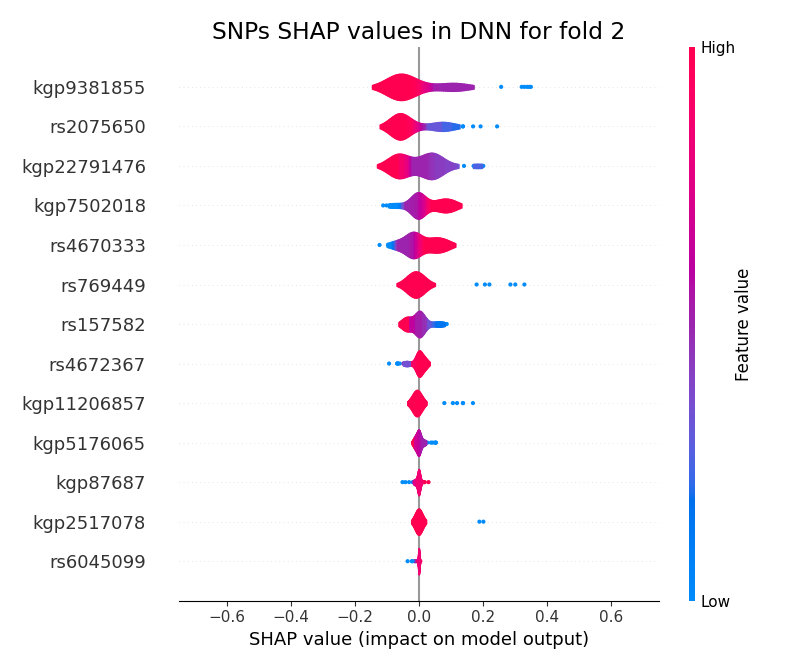 SNPs SHAP values in DNN for fold 2
High
kgp9381855
rs2075650
kgp22791476
kgp7502018
rs4670333
rs769449
rs157582
rs4672367
kgp11206857
kgp5176065
kgp87687
kgp2517078
rs6045099
Feature value
Low
−0.6 −0.4 −0.2 0.0 0.2 0.4 0.6
SHAP value (impact on model output)